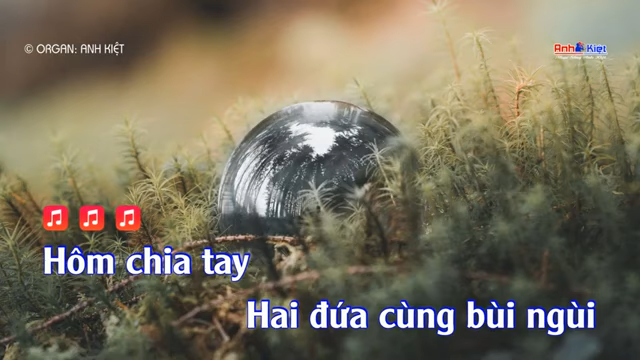 © ORGAN: ANH KIỆT
Anh Kiệt
Hôm chia tay
Hai đứa cùng bùi ngùi